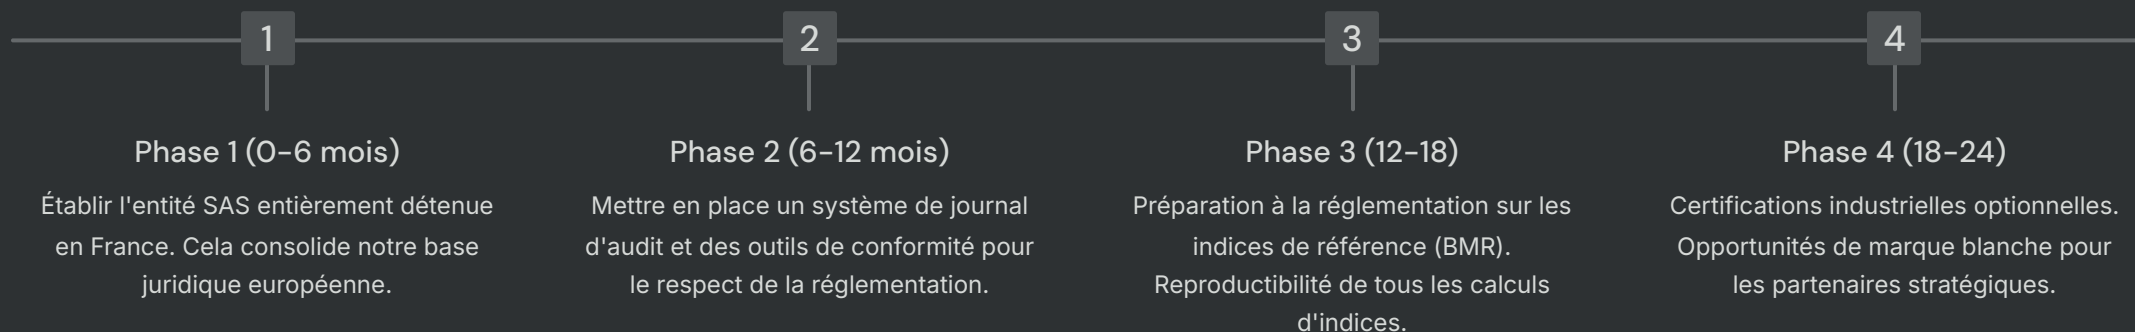 1
2
3
4
Phase 1 (0-6 mois)
Établir l'entité SAS entièrement détenue
en France. Cela consolide notre base
juridique européenne.
Phase 2 (6-12 mois)
Mettre en place un système de journal
d'audit et des outils de conformité pour
le respect de la réglementation.
Phase 3 (12-18)
Préparation à la réglementation sur les
indices de référence (BMR).
Reproductibilité de tous les calculs
d'indices.
Phase 4 (18-24)
Certifications industrielles optionnelles.
Opportunités de marque blanche pour
les partenaires stratégiques.